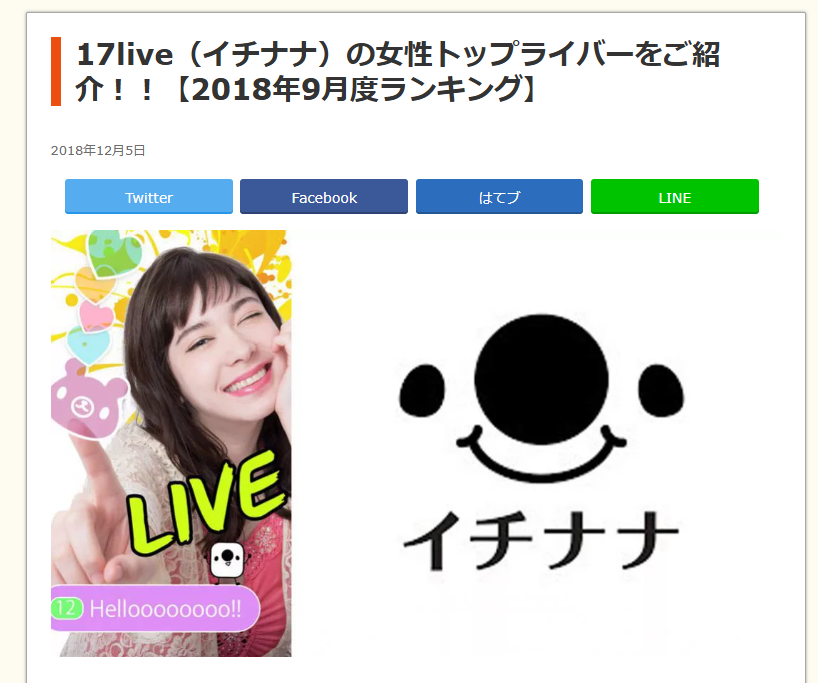 17live（イチナナ）の女性トップライバーをご紹
介！！【2018年9月度ランキング】
2018年12月5日
Twitter
Facebook
はてブ
LINE
LIVE
12 Helloooooooo!!
イチナナ